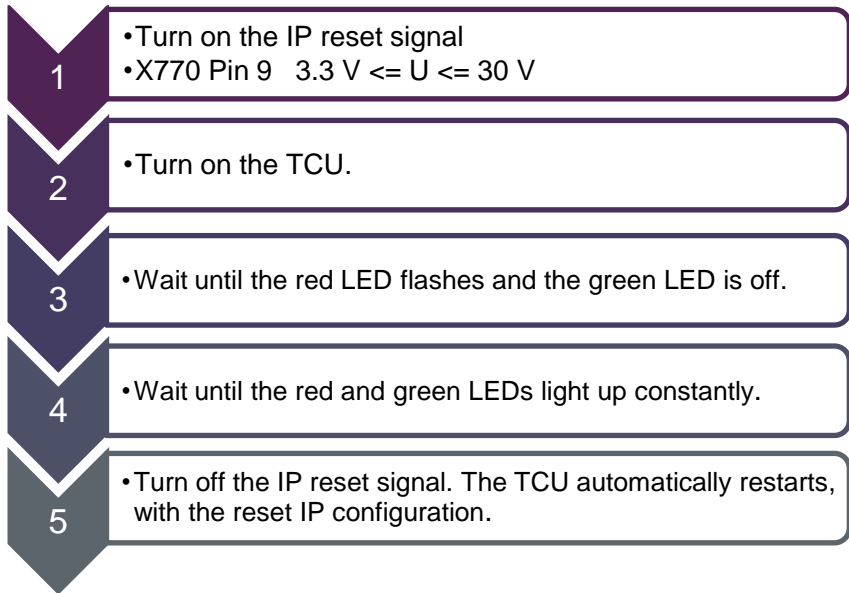 1
•Turn on the IP reset signal
•X770 Pin 9   3.3 V <= U <= 30 V
2
•Turn on the TCU.
3
•Wait until the red LED flashes and the green LED is off.
4
•Wait until the red and green LEDs light up constantly.
5
•Turn off the IP reset signal. The TCU automatically restarts,
with the reset IP configuration.